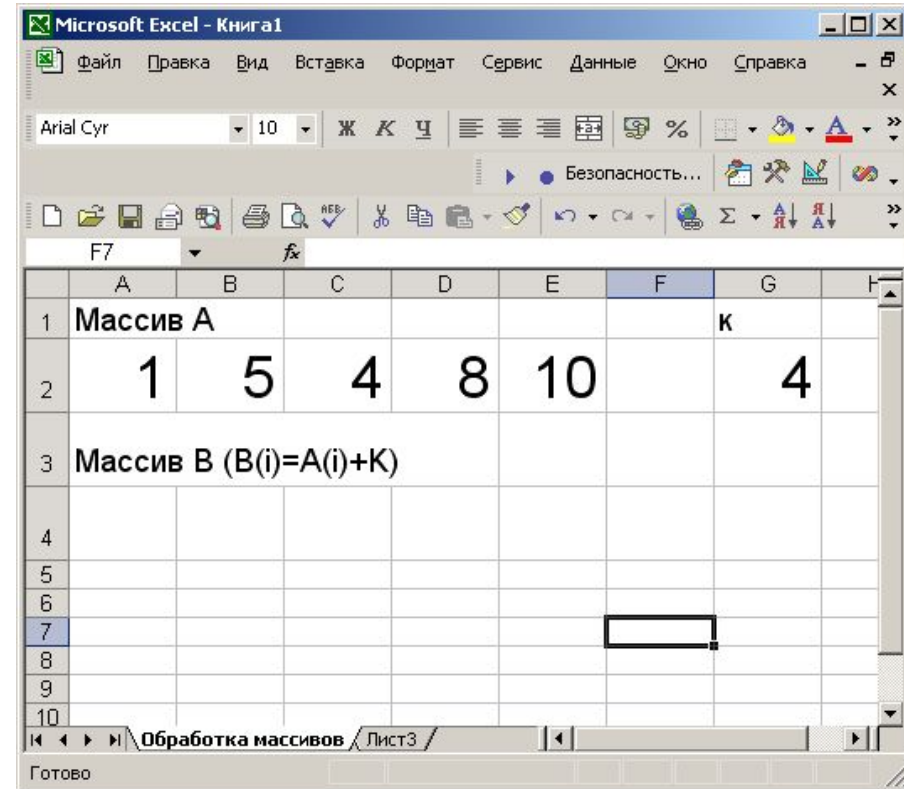 Microsoft Excel - Книга1
Файл Правка Вид Вставка Формат Сервис Данные Окно Справка
Arial Cyr 10 Ж К Ч %
Безопасность...
F7 fx
A B C D E F G H
1 Массив А К
2 1 5 4 8 10 4
3 Массив В (B(i)=A(i)+K)
4
5
6
7
8
9
10
Обработка массивов Лист3
Готово